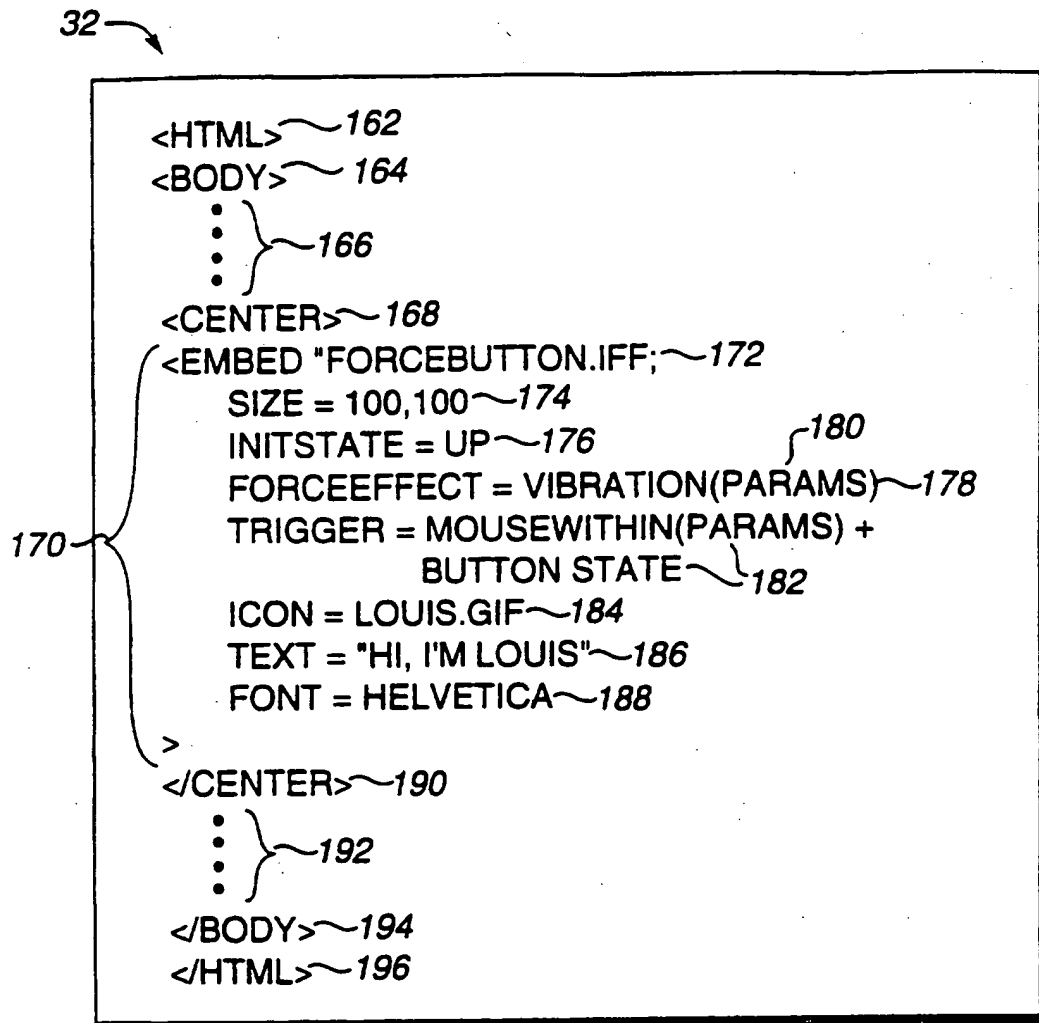 32
<HTML> 162
<BODY> 164
166
<CENTER> 168
<EMBED "FORCEBUTTON.IFF; 172
SIZE = 100,100 174
INITSTATE = UP 176
180
FORCEEFFECT = VIBRATION(PARAMS) 178
170
TRIGGER = MOUSEWITHIN(PARAMS) +
BUTTON STATE 182
ICON = LOUIS.GIF 184
TEXT = "HI, I'M LOUIS" 186
FONT = HELVETICA 188
>
</CENTER> 190
192
</BODY> 194
</HTML> 196